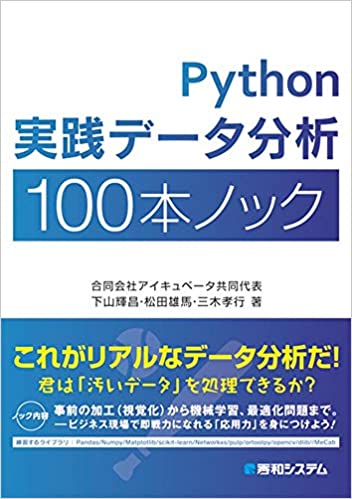 Python
実践データ分析
100本ノック
合同会社アイキュベータ共同代表
下山輝昌・松田雄馬・三木孝行 著
これがリアルなデータ分析だ!
君は「汚いデータ」を処理できるか?
ノック内容
事前の加工(視覚化)から機械学習、最適化問題まで。
―ビジネス現場で即戦力になれる「応用力」を身につけよう!
練習するライブラリ:Pandas/Numpy/Matplotlib/scikit-learn/Networkx/pulp/ortoolpy/opencv/dlib/MeCab
秀和システム